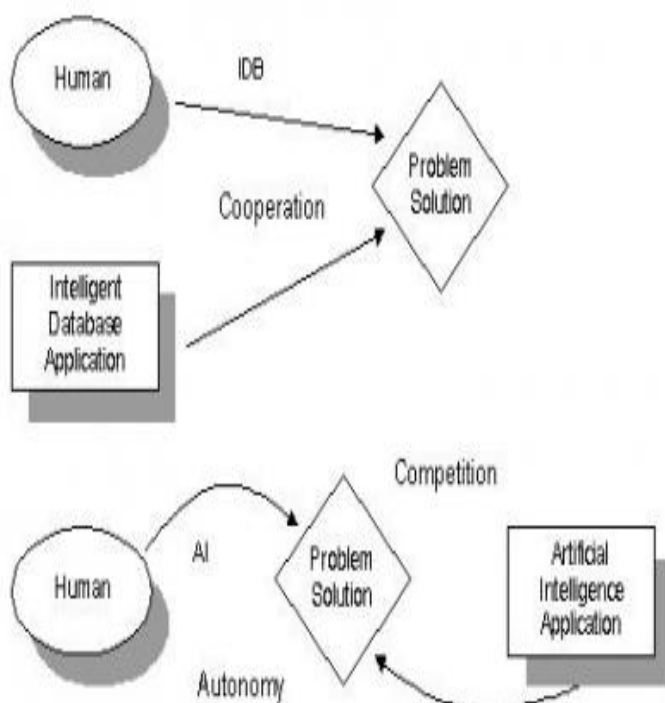 Human
IDB
Problem
Solution
Cooperation
Intelligent
Database
Application
Competition
Human
AI
Problem
Solution
Artificial
Intelligence
Application
Autonomy